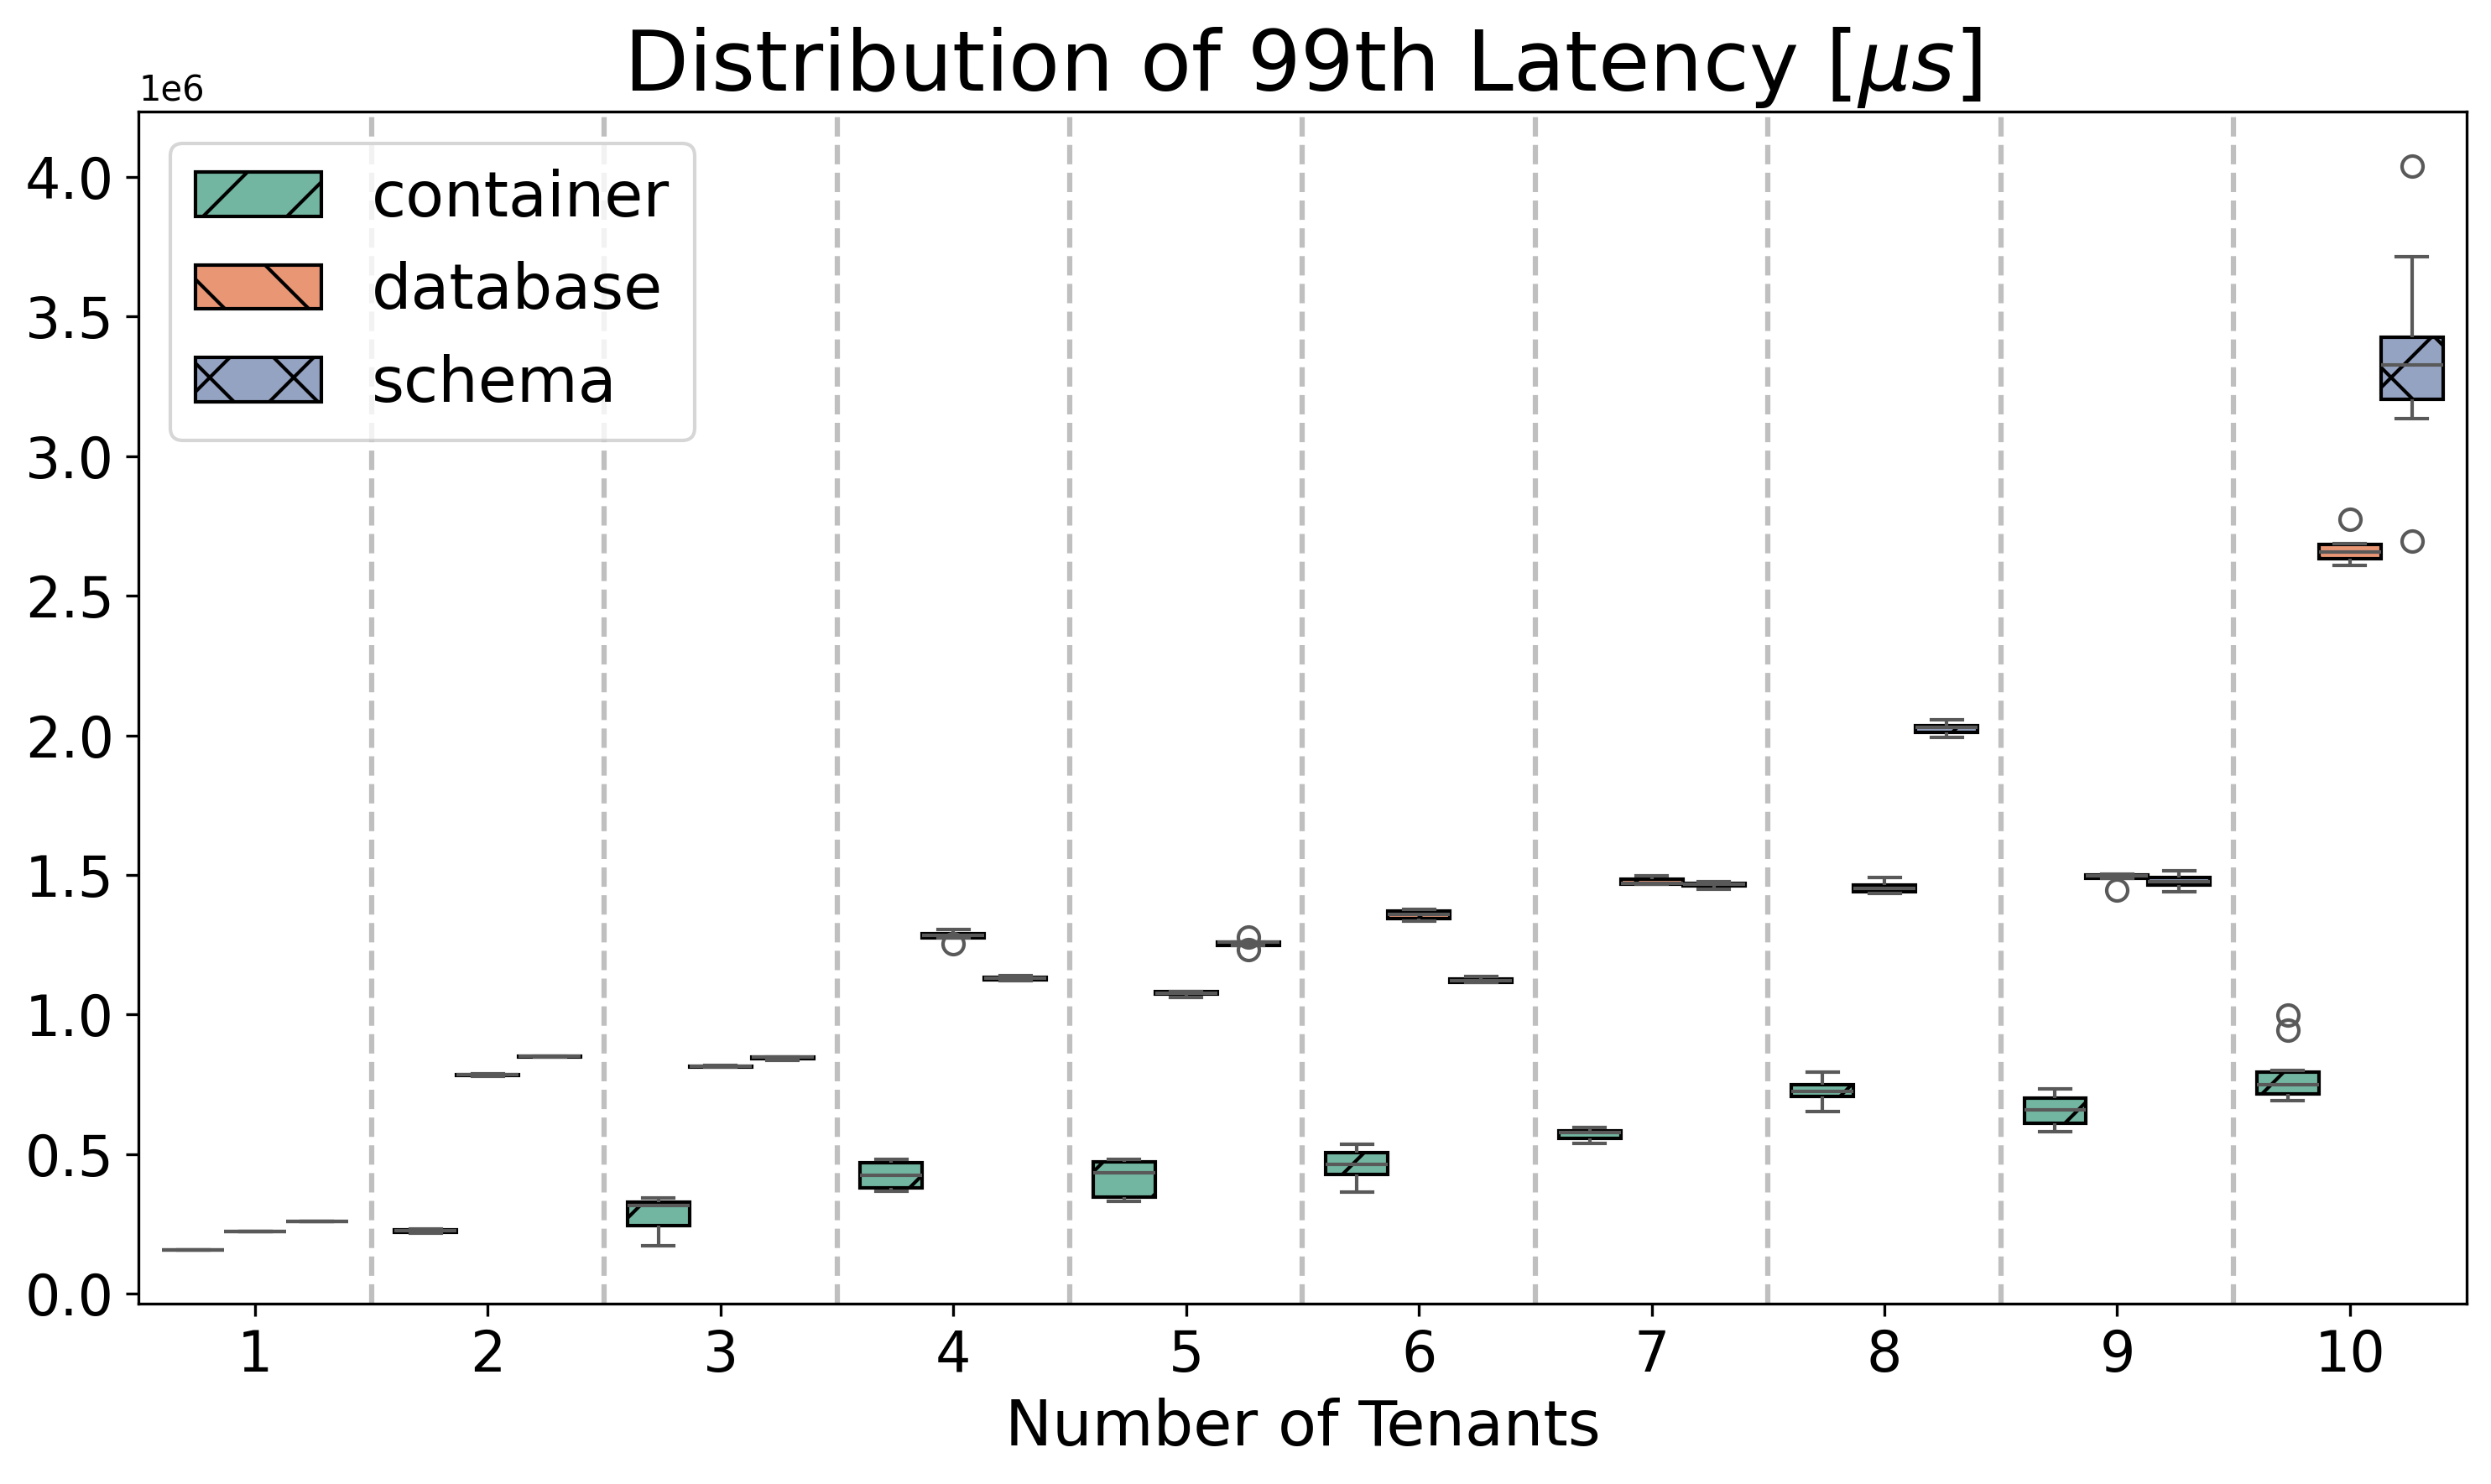 Distribution of 99th Latency [μs]
1e6
container
database
schema
4.0
3.5
3.0
2.5
2.0
1.5
1.0
0.5
0.0
1 2 3 4 5 6 7 8 9 10
Number of Tenants